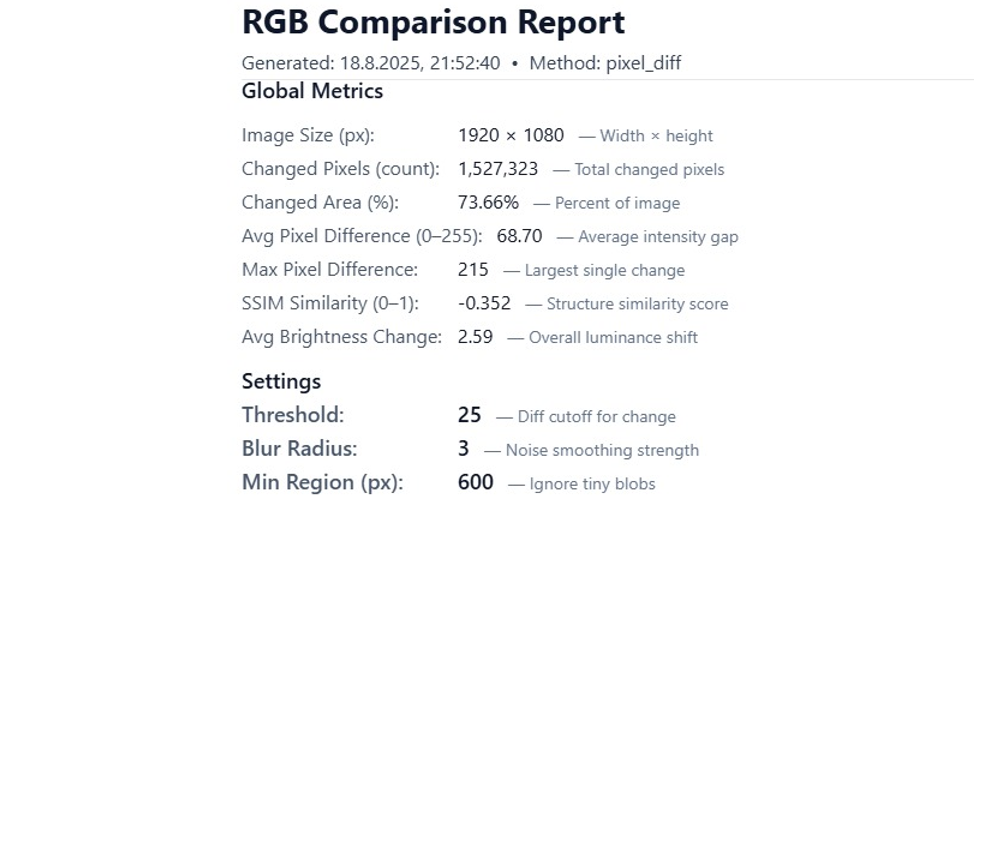 RGB Comparison Report
Generated: 18.8.2025, 21:52:40 • Method: pixel_diff
Global Metrics
Image Size (px): 1920 × 1080 — Width × height
Changed Pixels (count): 1,527,323 — Total changed pixels
Changed Area (%): 73.66% — Percent of image
Avg Pixel Difference (0–255): 68.70 — Average intensity gap
Max Pixel Difference: 215 — Largest single change
SSIM Similarity (0–1): -0.352 — Structure similarity score
Avg Brightness Change: 2.59 — Overall luminance shift
Settings
Threshold: 25 — Diff cutoff for change
Blur Radius: 3 — Noise smoothing strength
Min Region (px): 600 — Ignore tiny blobs